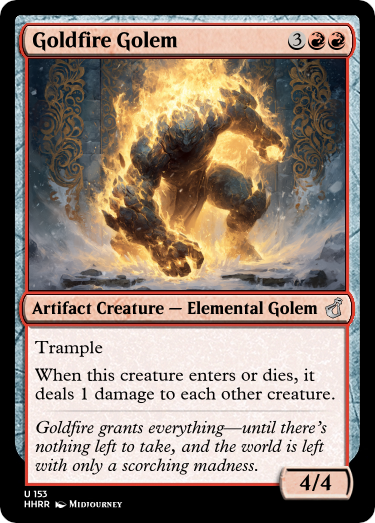 Goldfire Golem 3
Artifact Creature — Elemental Golem
Trample
When this creature enters or dies, it
deals 1 damage to each other creature.
Goldfire grants everything—until there's
nothing left to take, and the world is left
with only a scorching madness.
4/4
U 153
HHRR Midjourney